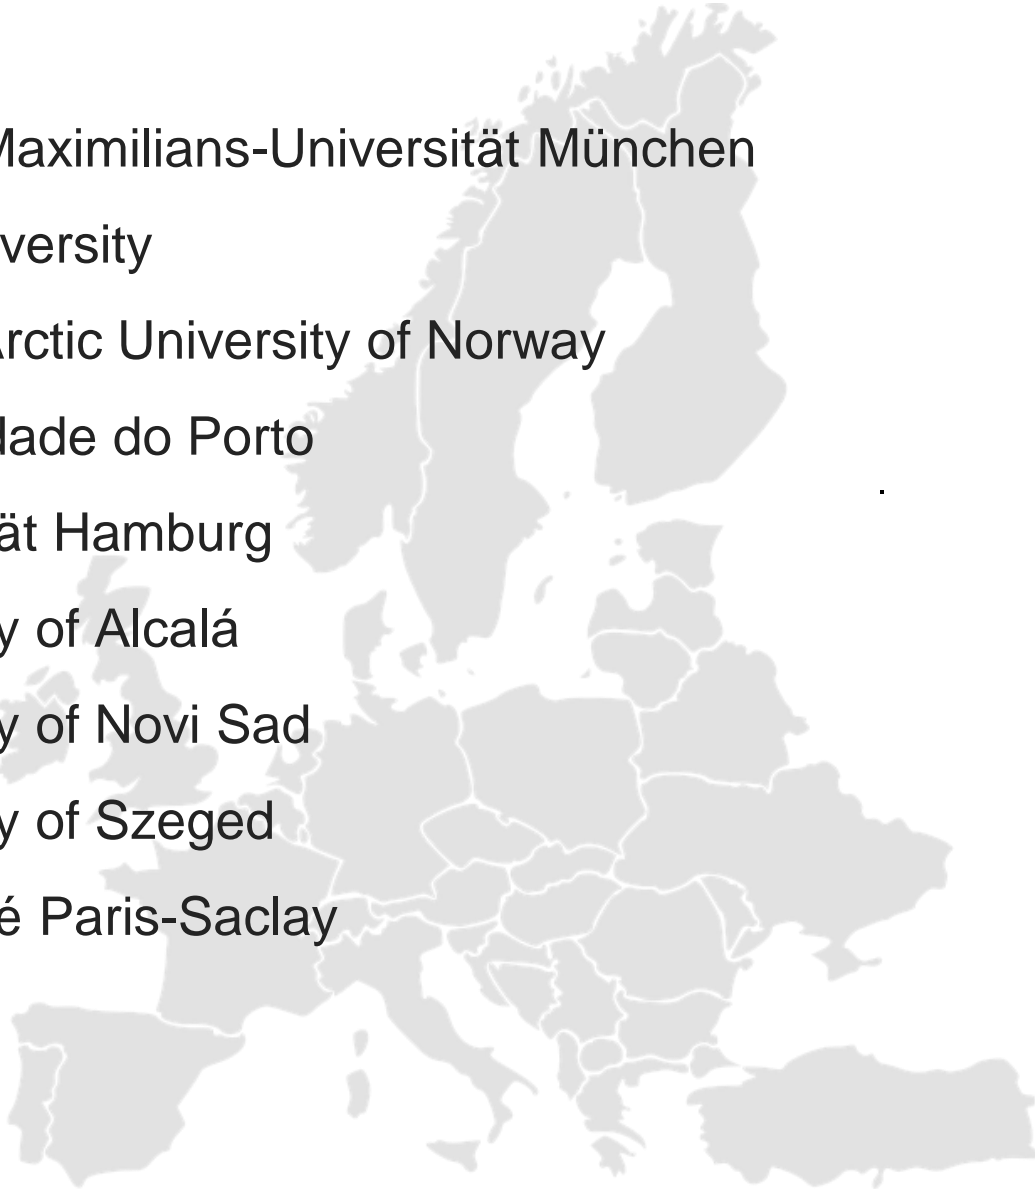 Maximilians-Universität München
versity
Arctic University of Norway
dade do Porto
ät Hamburg
y of Alcalá
y of Novi Sad
y of Szeged
é Paris-Saclay
.